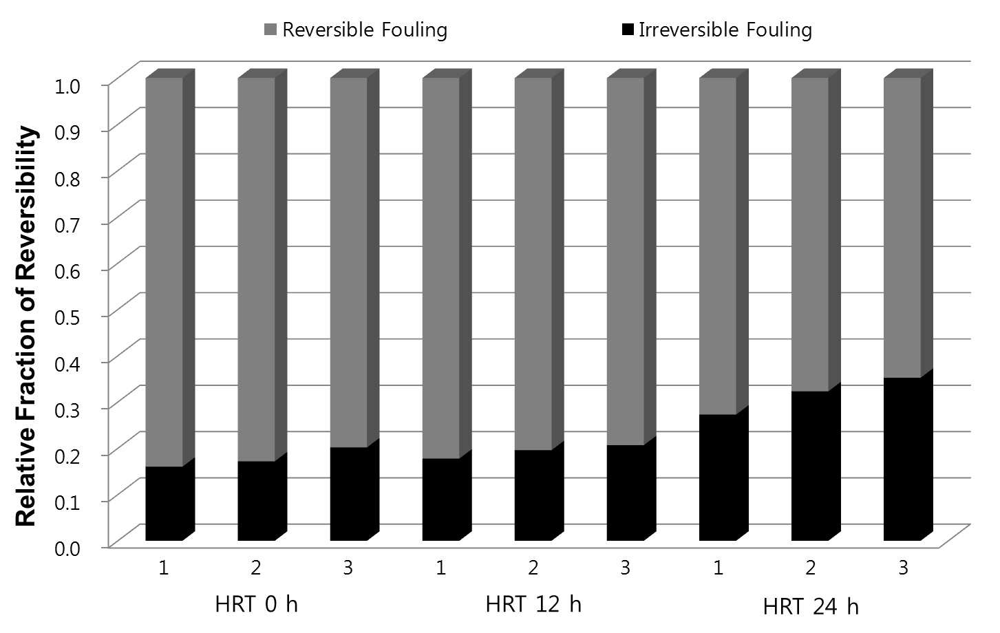 Reversible Fouling
Irreversible Fouling
Relative Fraction of Reversibility
1.0
0.9
0.8
0.7
0.6
0.5
0.4
0.3
0.2
0.1
0.0
1 2 3 1 2 3 1 2 3
HRT 0 h HRT 12 h HRT 24 h